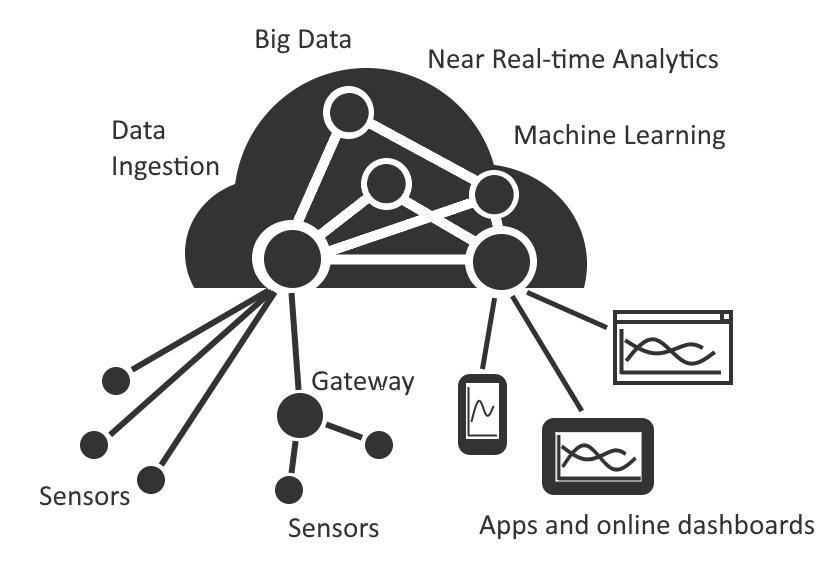 Big Data
Near Real-time Analytics
Data
Ingestion
Machine Learning
Gateway
Sensors
Sensors
Apps and online dashboards